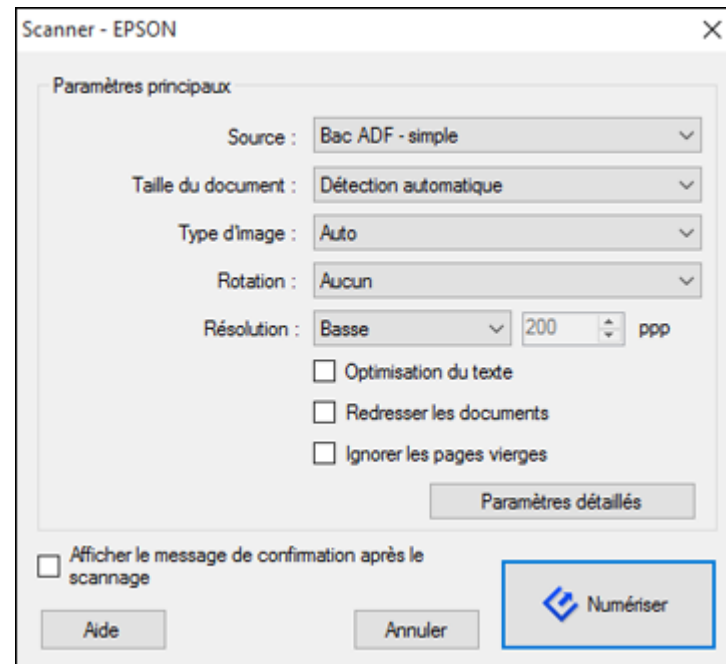 Scanner - EPSON
Paramètres principaux
Source : Bac ADF - simple
Taille du document : Détection automatique
Type d'image : Auto
Rotation : Aucun
Résolution : Basse 200 ppp
Optimisation du texte
Redresser les documents
Ignorer les pages vierges
Paramètres détaillés
Afficher le message de confirmation après le
scannage
Numériser
Aide Annuler